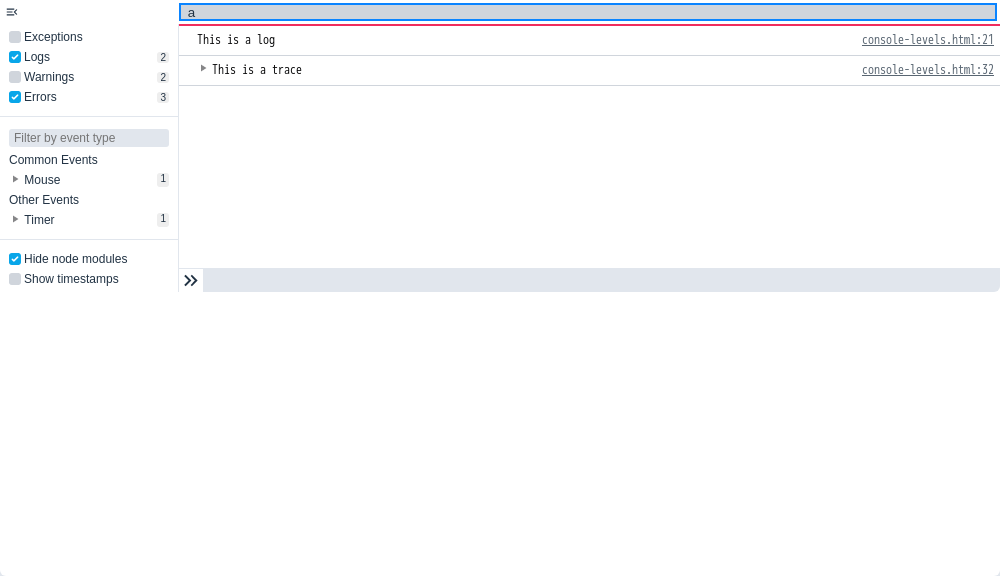 a
Exceptions
Logs 2
Warnings 2
Errors 3
Filter by event type
Common Events
Mouse 1
Other Events
Timer 1
Hide node modules
Show timestamps
This is a log console-levels.html:21
This is a trace console-levels.html:32